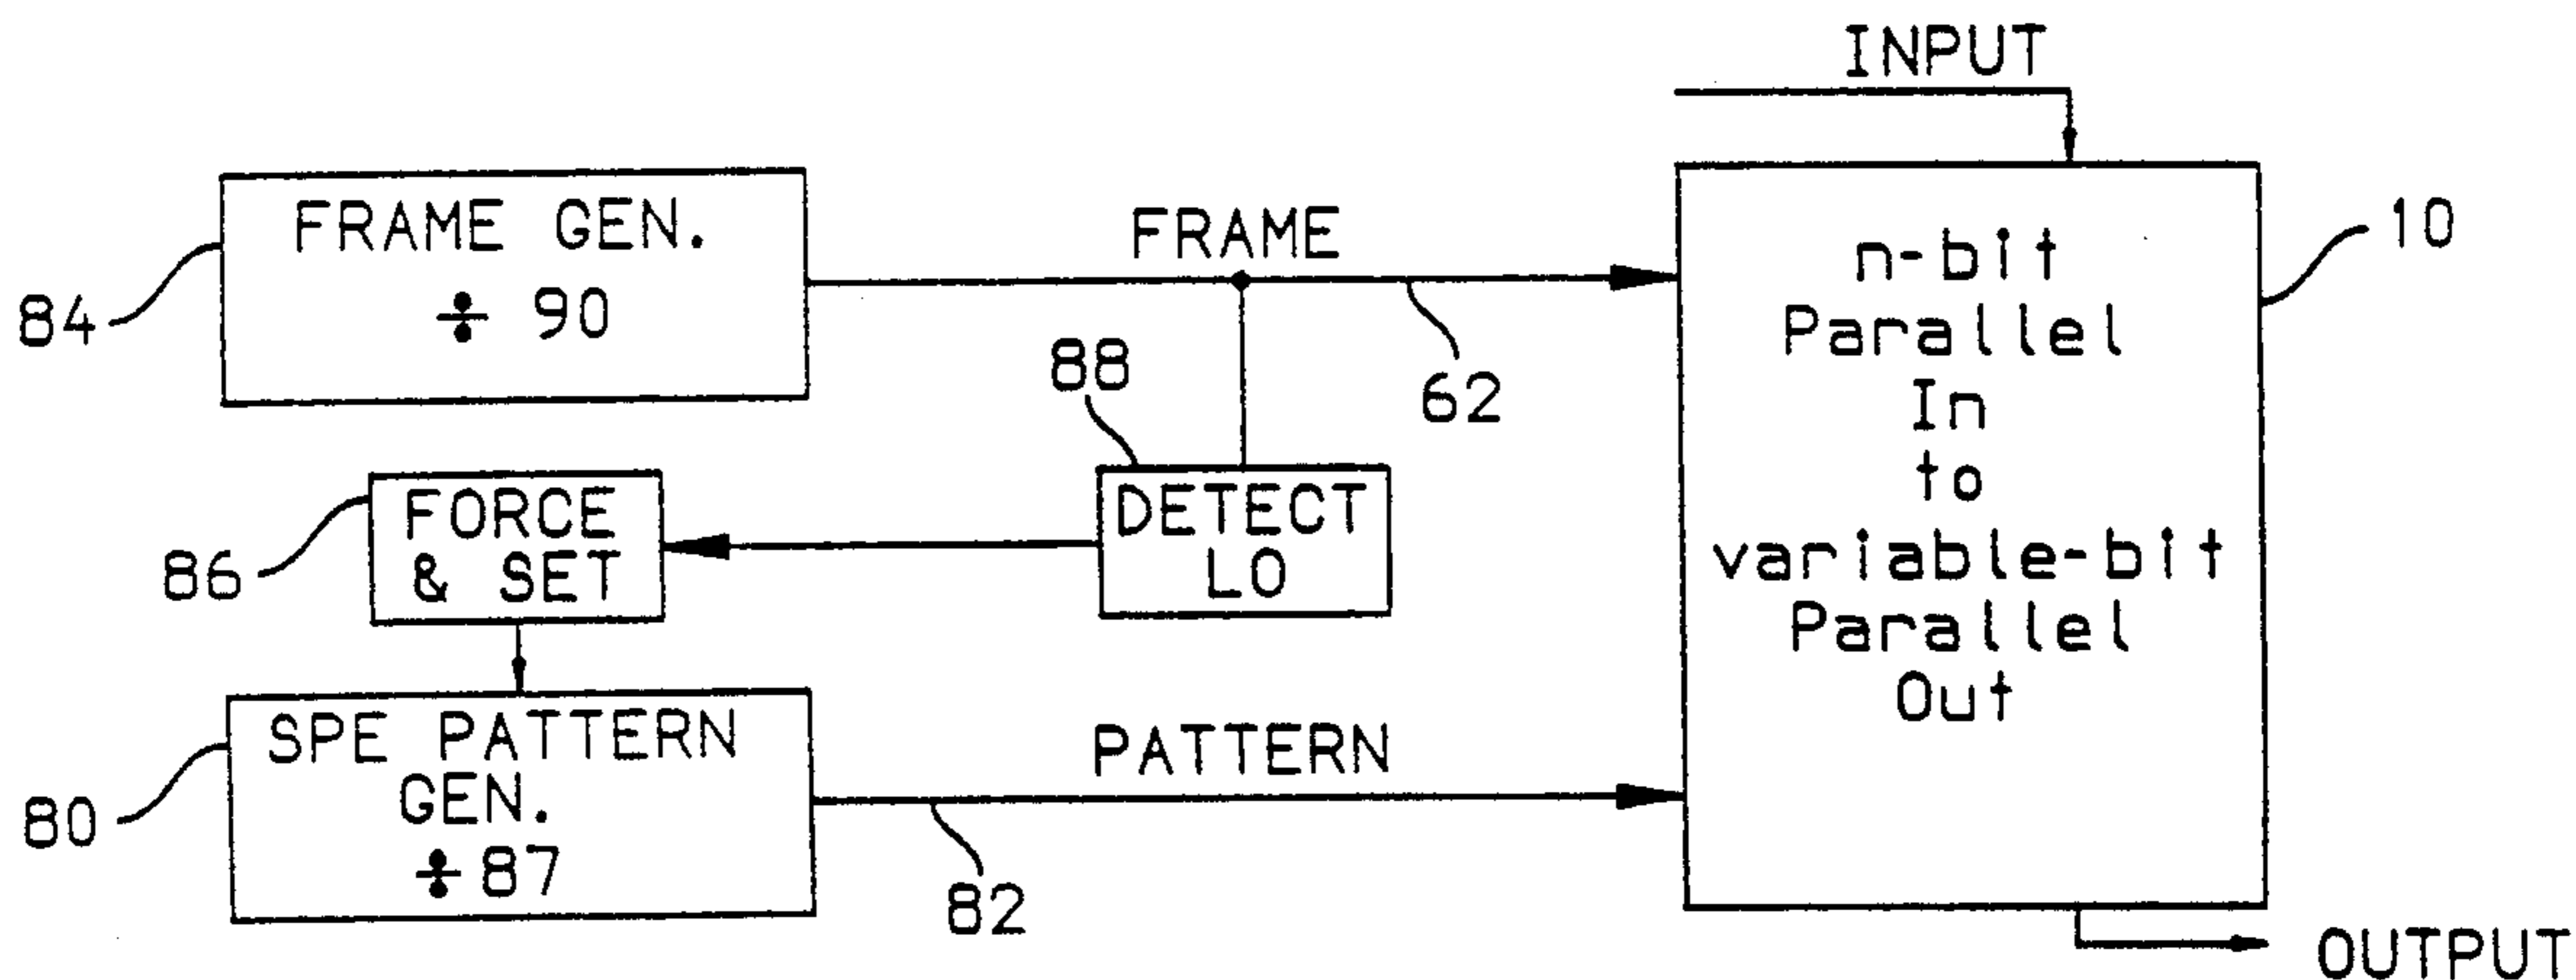 INPUT
FRAME GEN.
÷ 90
84
FRAME
62
n-bit
Parallel
In
to
variable-bit
Parallel
Out
10
88
DETECT
LO
FORCE
& SET
86
SPE PATTERN
GEN.
÷ 87
80
PATTERN
82
OUTPUT